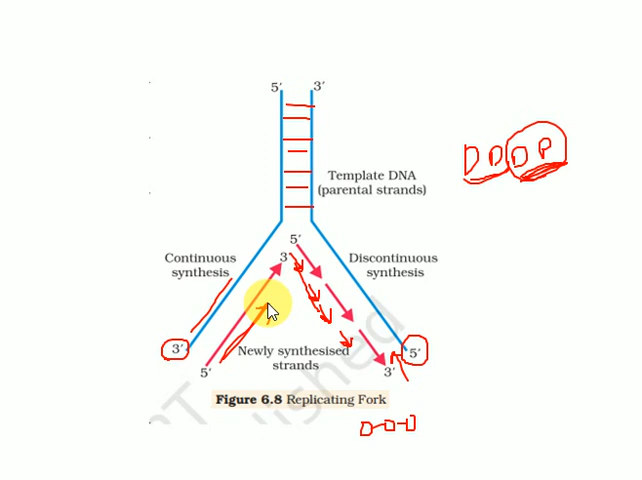 5′ 3′
D D D P
Template DNA
(parental strands)
5′
3′
Continuous
synthesis
Discontinuous
synthesis
3′
5′
5′
Newly synthesised
strands
3′
Figure 6.8 Replicating Fork
D-D-D